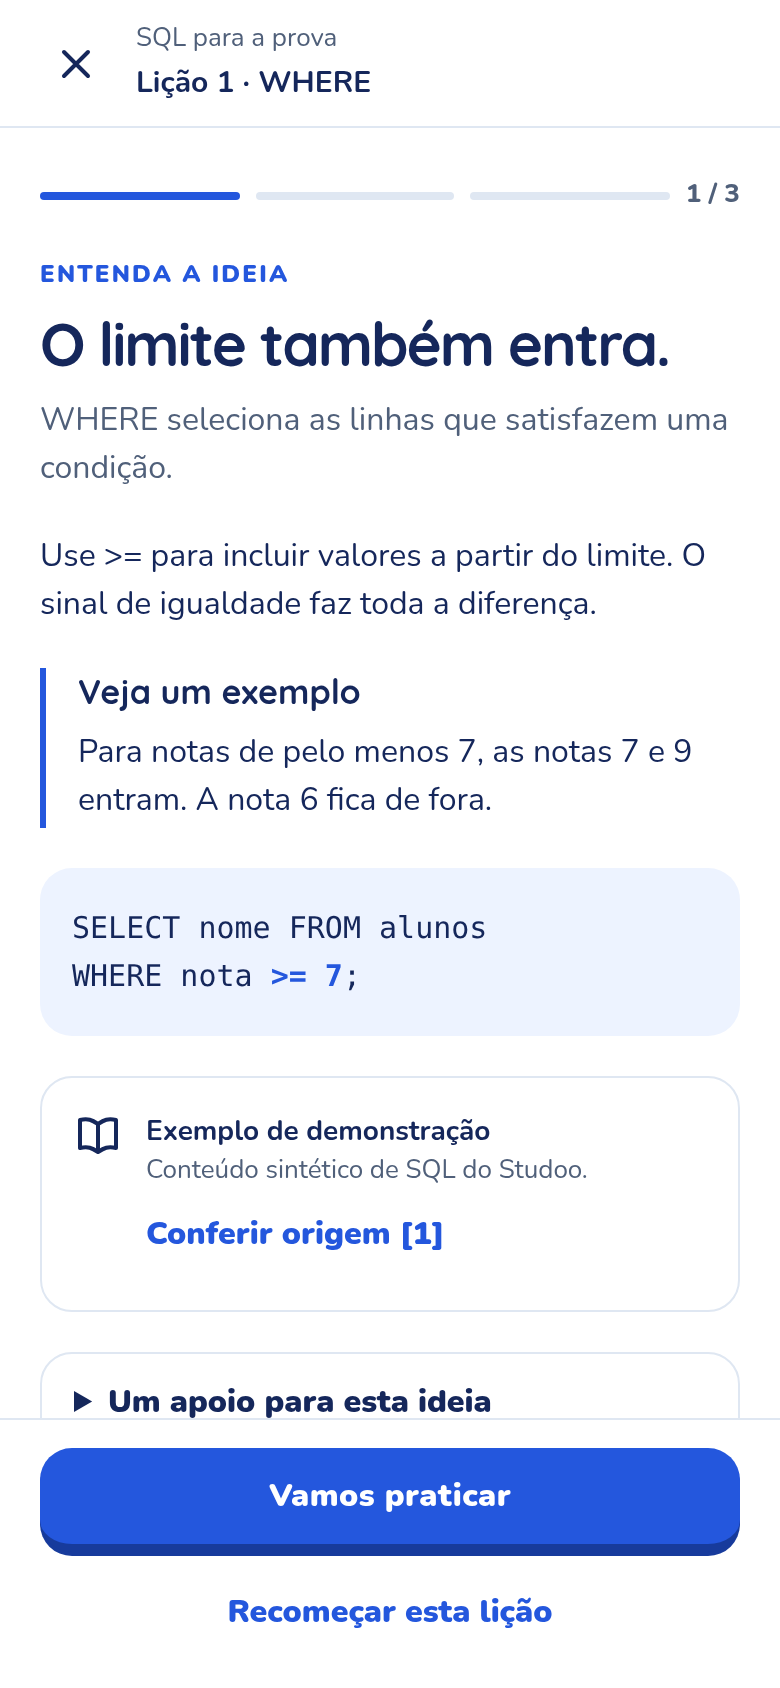 SQL para a prova
Lição 1 · WHERE
1 / 3
ENTENDA A IDEIA
O limite também entra.
WHERE seleciona as linhas que satisfazem uma
condição.
Use >= para incluir valores a partir do limite. O
sinal de igualdade faz toda a diferença.
Veja um exemplo
Para notas de pelo menos 7, as notas 7 e 9
entram. A nota 6 fica de fora.
SELECT nome FROM alunos
WHERE nota >= 7;
Exemplo de demonstração
Conteúdo sintético de SQL do Studoo.
Conferir origem [1]
Um apoio para esta ideia
Vamos praticar
Recomeçar esta lição